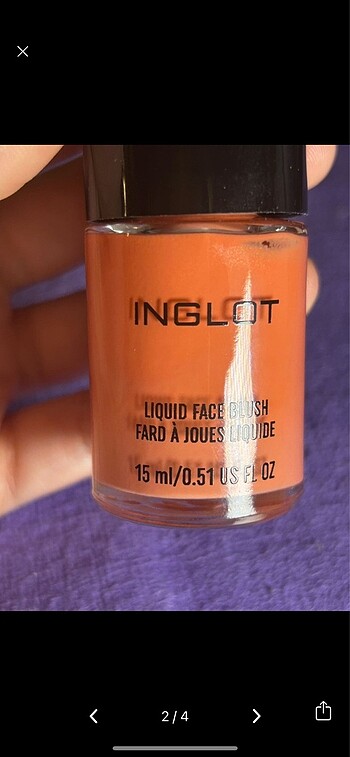 INGLOT
LIQUID FACE BLUSH
FARD À JOUES LIQUIDE
15 ml/0.51 US FL OZ
2/4